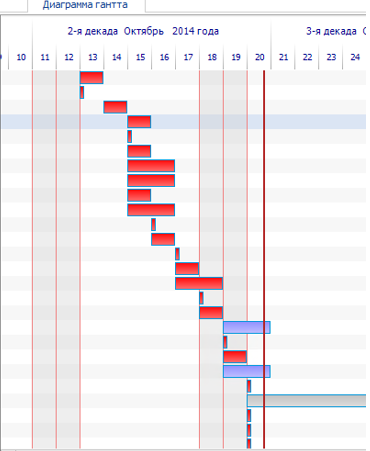 Диаграмма гантта
2-я декада Октябрь 2014 года 3-я декада
10 11 12 13 14 15 16 17 18 19 20 21 22 23 24